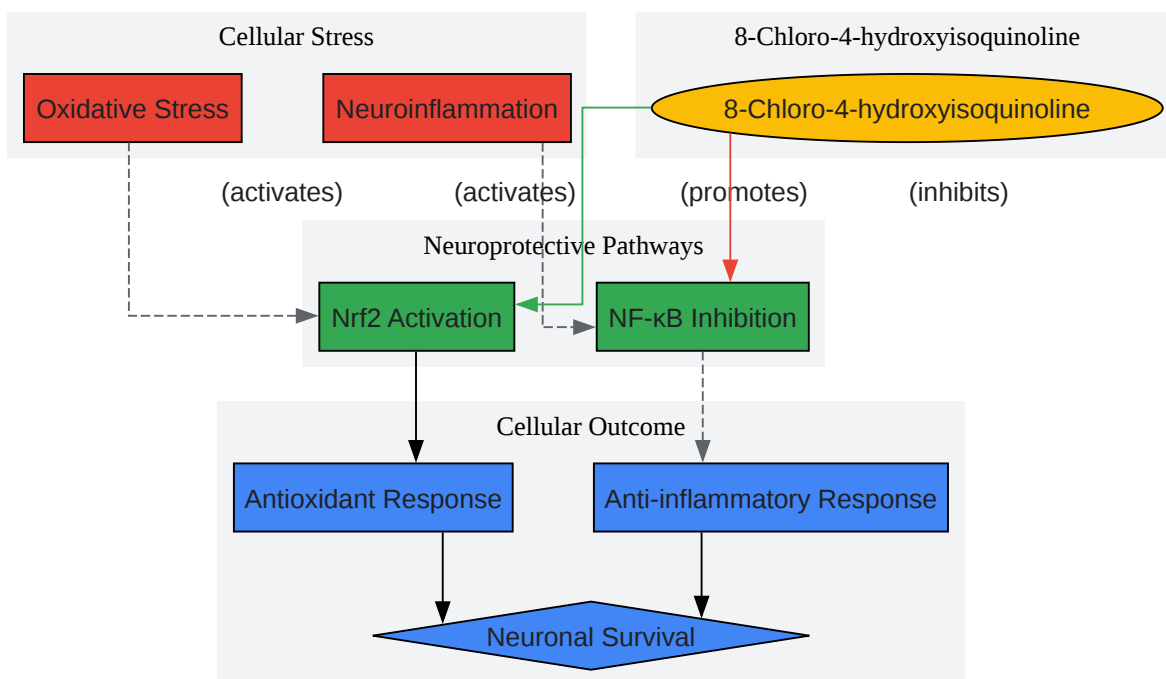 Cellular Stress
8-Chloro-4-hydroxyisoquinoline
Oxidative Stress
Neuroinflammation
8-Chloro-4-hydroxyisoquinoline
(activates)
(activates)
(promotes)
(inhibits)
Neuroprotective Pathways
Nrf2 Activation
NF-κB Inhibition
Cellular Outcome
Antioxidant Response
Anti-inflammatory Response
Neuronal Survival